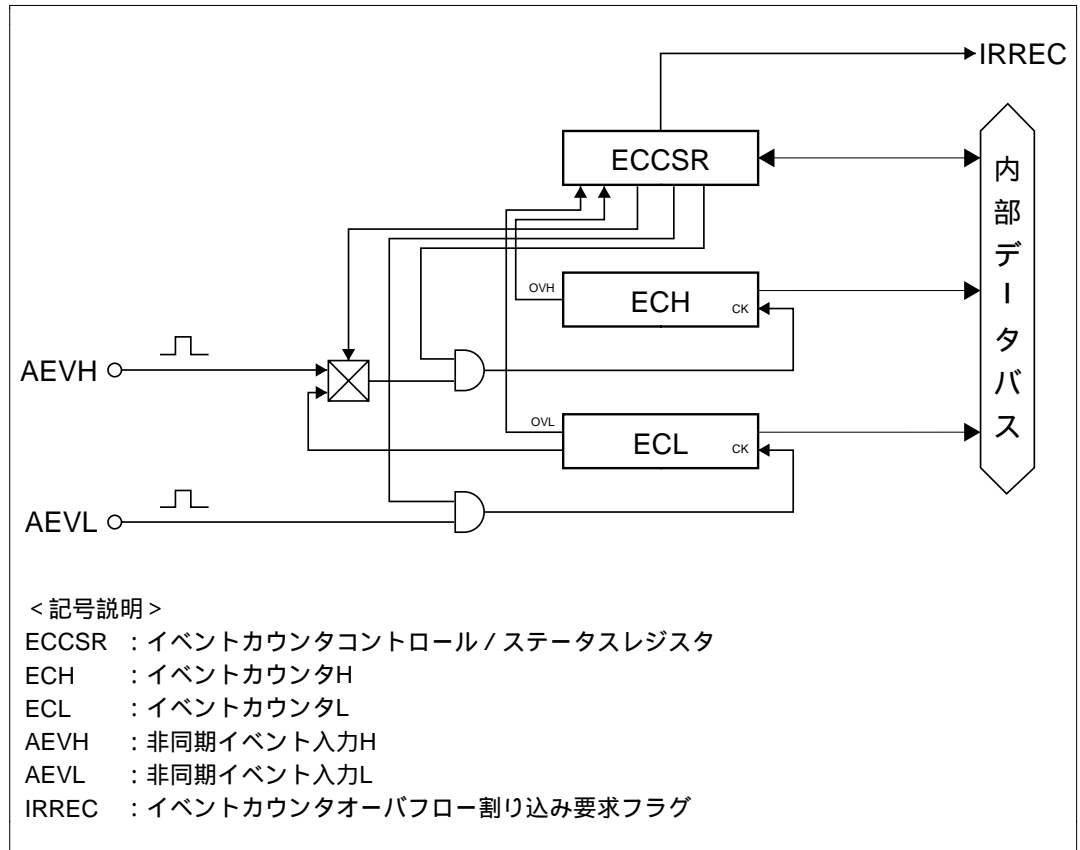 IRREC
ECCSR
内部データバス
OVH
ECH
CK
AEVH
OVL
ECL
CK
AEVL
<記号説明>
ECCSR :イベントカウンタコントロール/ステータスレジスタ
ECH :イベントカウンタH
ECL :イベントカウンタL
AEVH :非同期イベント入力H
AEVL :非同期イベント入力L
IRREC :イベントカウンタオーバフロー割り込み要求フラグ